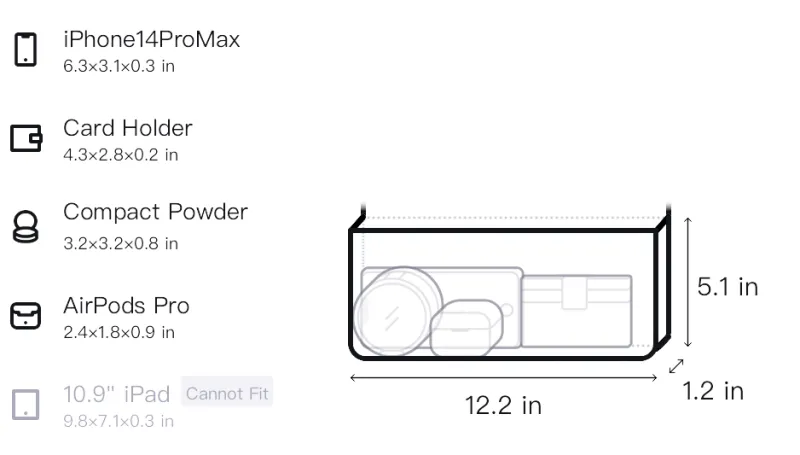 iPhone14ProMax
6.3×3.1×0.3 in
Card Holder
4.3×2.8×0.2 in
Compact Powder
3.2×3.2×0.8 in
AirPods Pro
2.4×1.8×0.9 in
10.9" iPad Cannot Fit
9.8×7.1×0.3 in
5.1 in
1.2 in
12.2 in